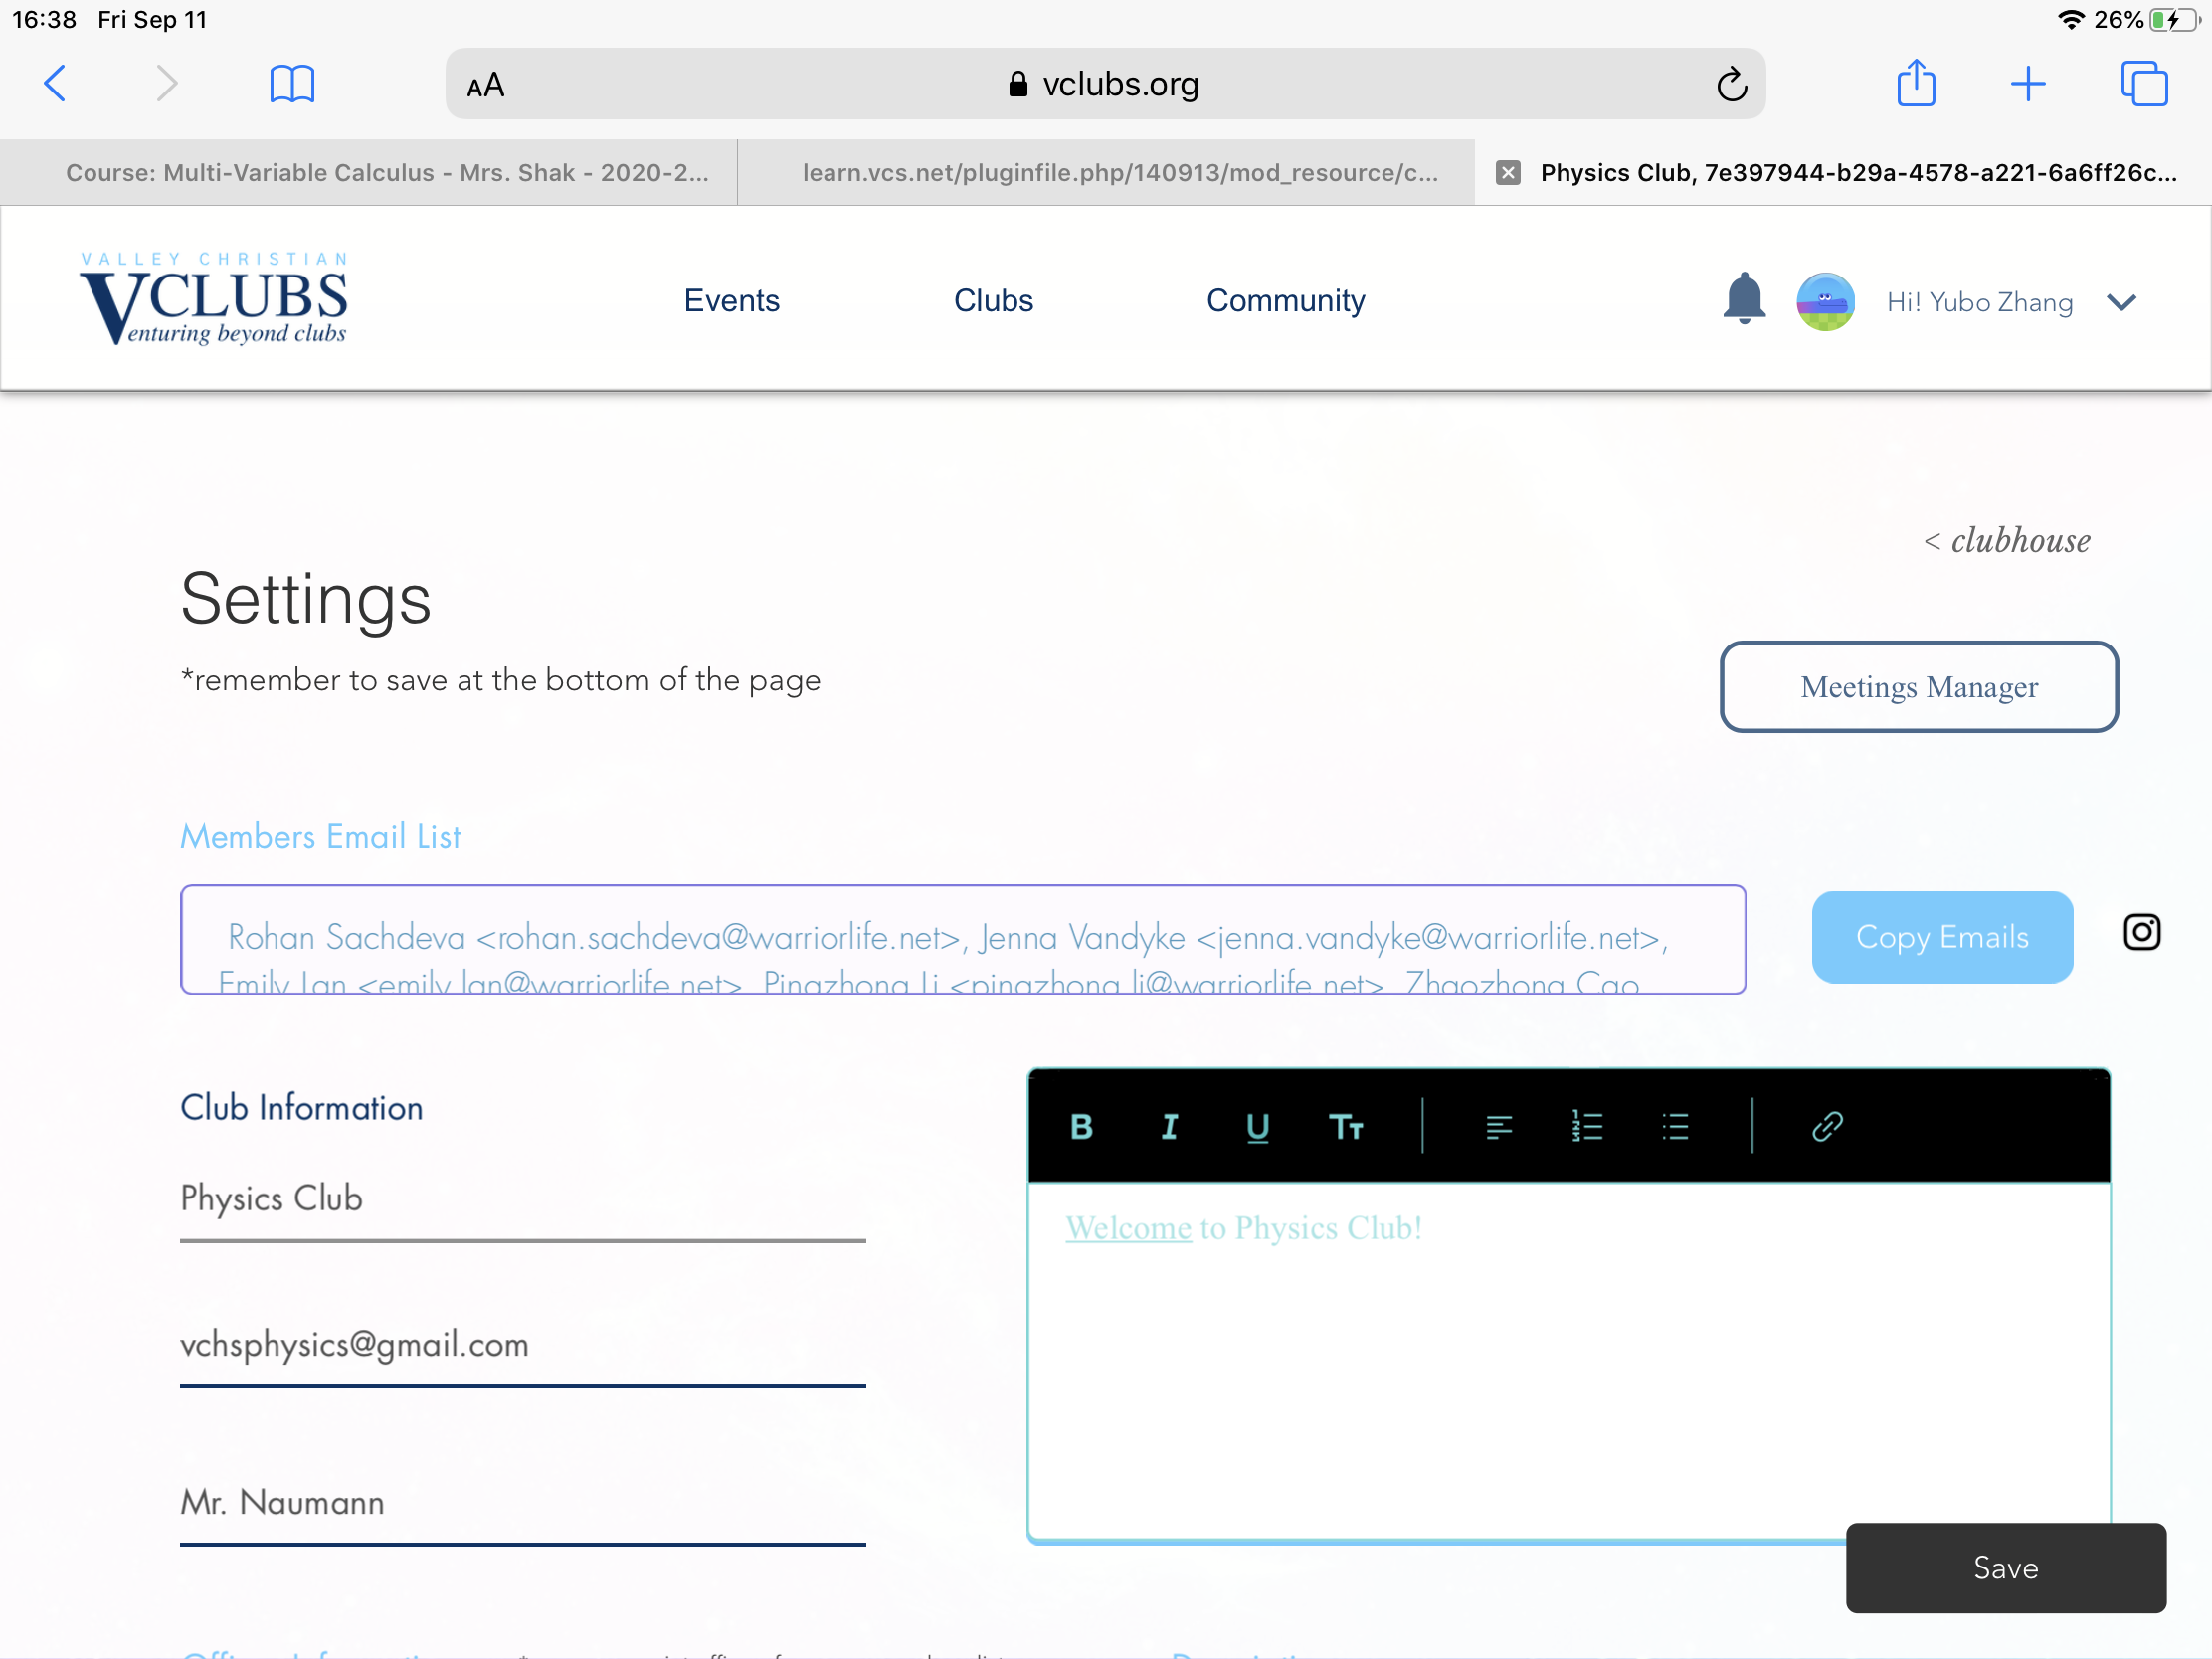 16:38 Fri Sep 11
26%
AA vclubs.org
Course: Multi-Variable Calculus - Mrs. Shak - 2020-2...
learn.vcs.net/pluginfile.php/140913/mod_resource/c...
Physics Club, 7e397944-b29a-4578-a221-6a6ff26c...
VALLEY CHRISTIAN
VCLUBS
Venturing beyond clubs
Events
Clubs
Community
Hi! Yubo Zhang
< clubhouse
Settings
*remember to save at the bottom of the page
Meetings Manager
Members Email List
Rohan Sachdeva <rohan.sachdeva@warriorlife.net>, Jenna Vandyke <jenna.vandyke@warriorlife.net>,
Emily Lan <emily.lan@warriorlife.net>, Pingzhong Li <pingzhong.li@warriorlife.net>, Zhaozhong Cao
Copy Emails
Club Information
Physics Club
vchsphysics@gmail.com
Mr. Naumann
B I U TT
Welcome to Physics Club!
Save